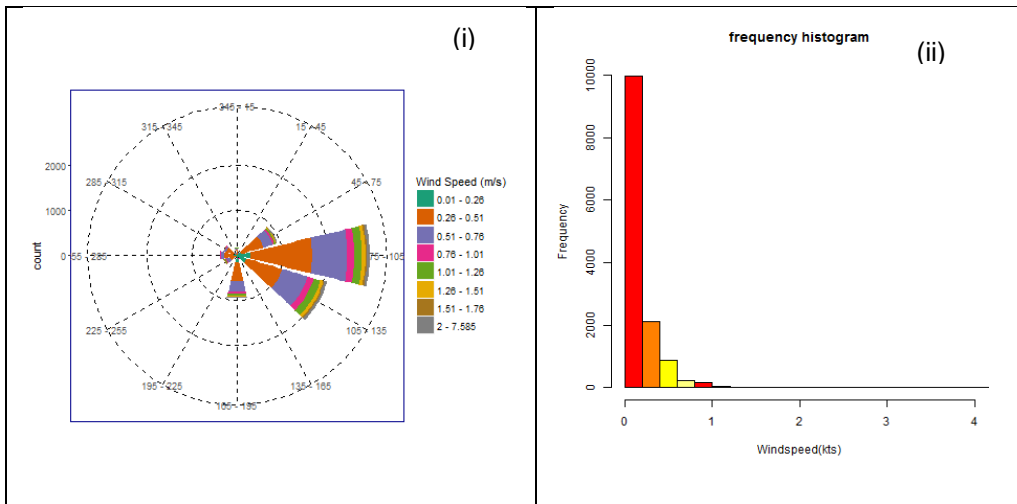 (i)
345 - 15
315 - 345
15 - 45
2000
285 - 315
45 - 75
1000
count
0
255 - 285
75 - 105
225 - 255
105 - 135
195 - 225
135 - 165
165 - 195
Wind Speed (m/s)
0.01 - 0.26
0.26 - 0.51
0.51 - 0.76
0.76 - 1.01
1.01 - 1.26
1.26 - 1.51
1.51 - 1.76
2 - 7.585
frequency histogram
(ii)
10000
8000
6000
4000
2000
0
Frequency
0 1 2 3 4
Windspeed(kts)